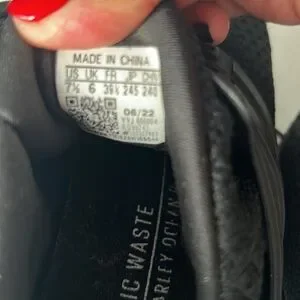 MADE IN CHINA
US UK FR JP CHN
7½ 6 39⅓ 245 240
06/22
IC WASTE
ARLEY OCEAN